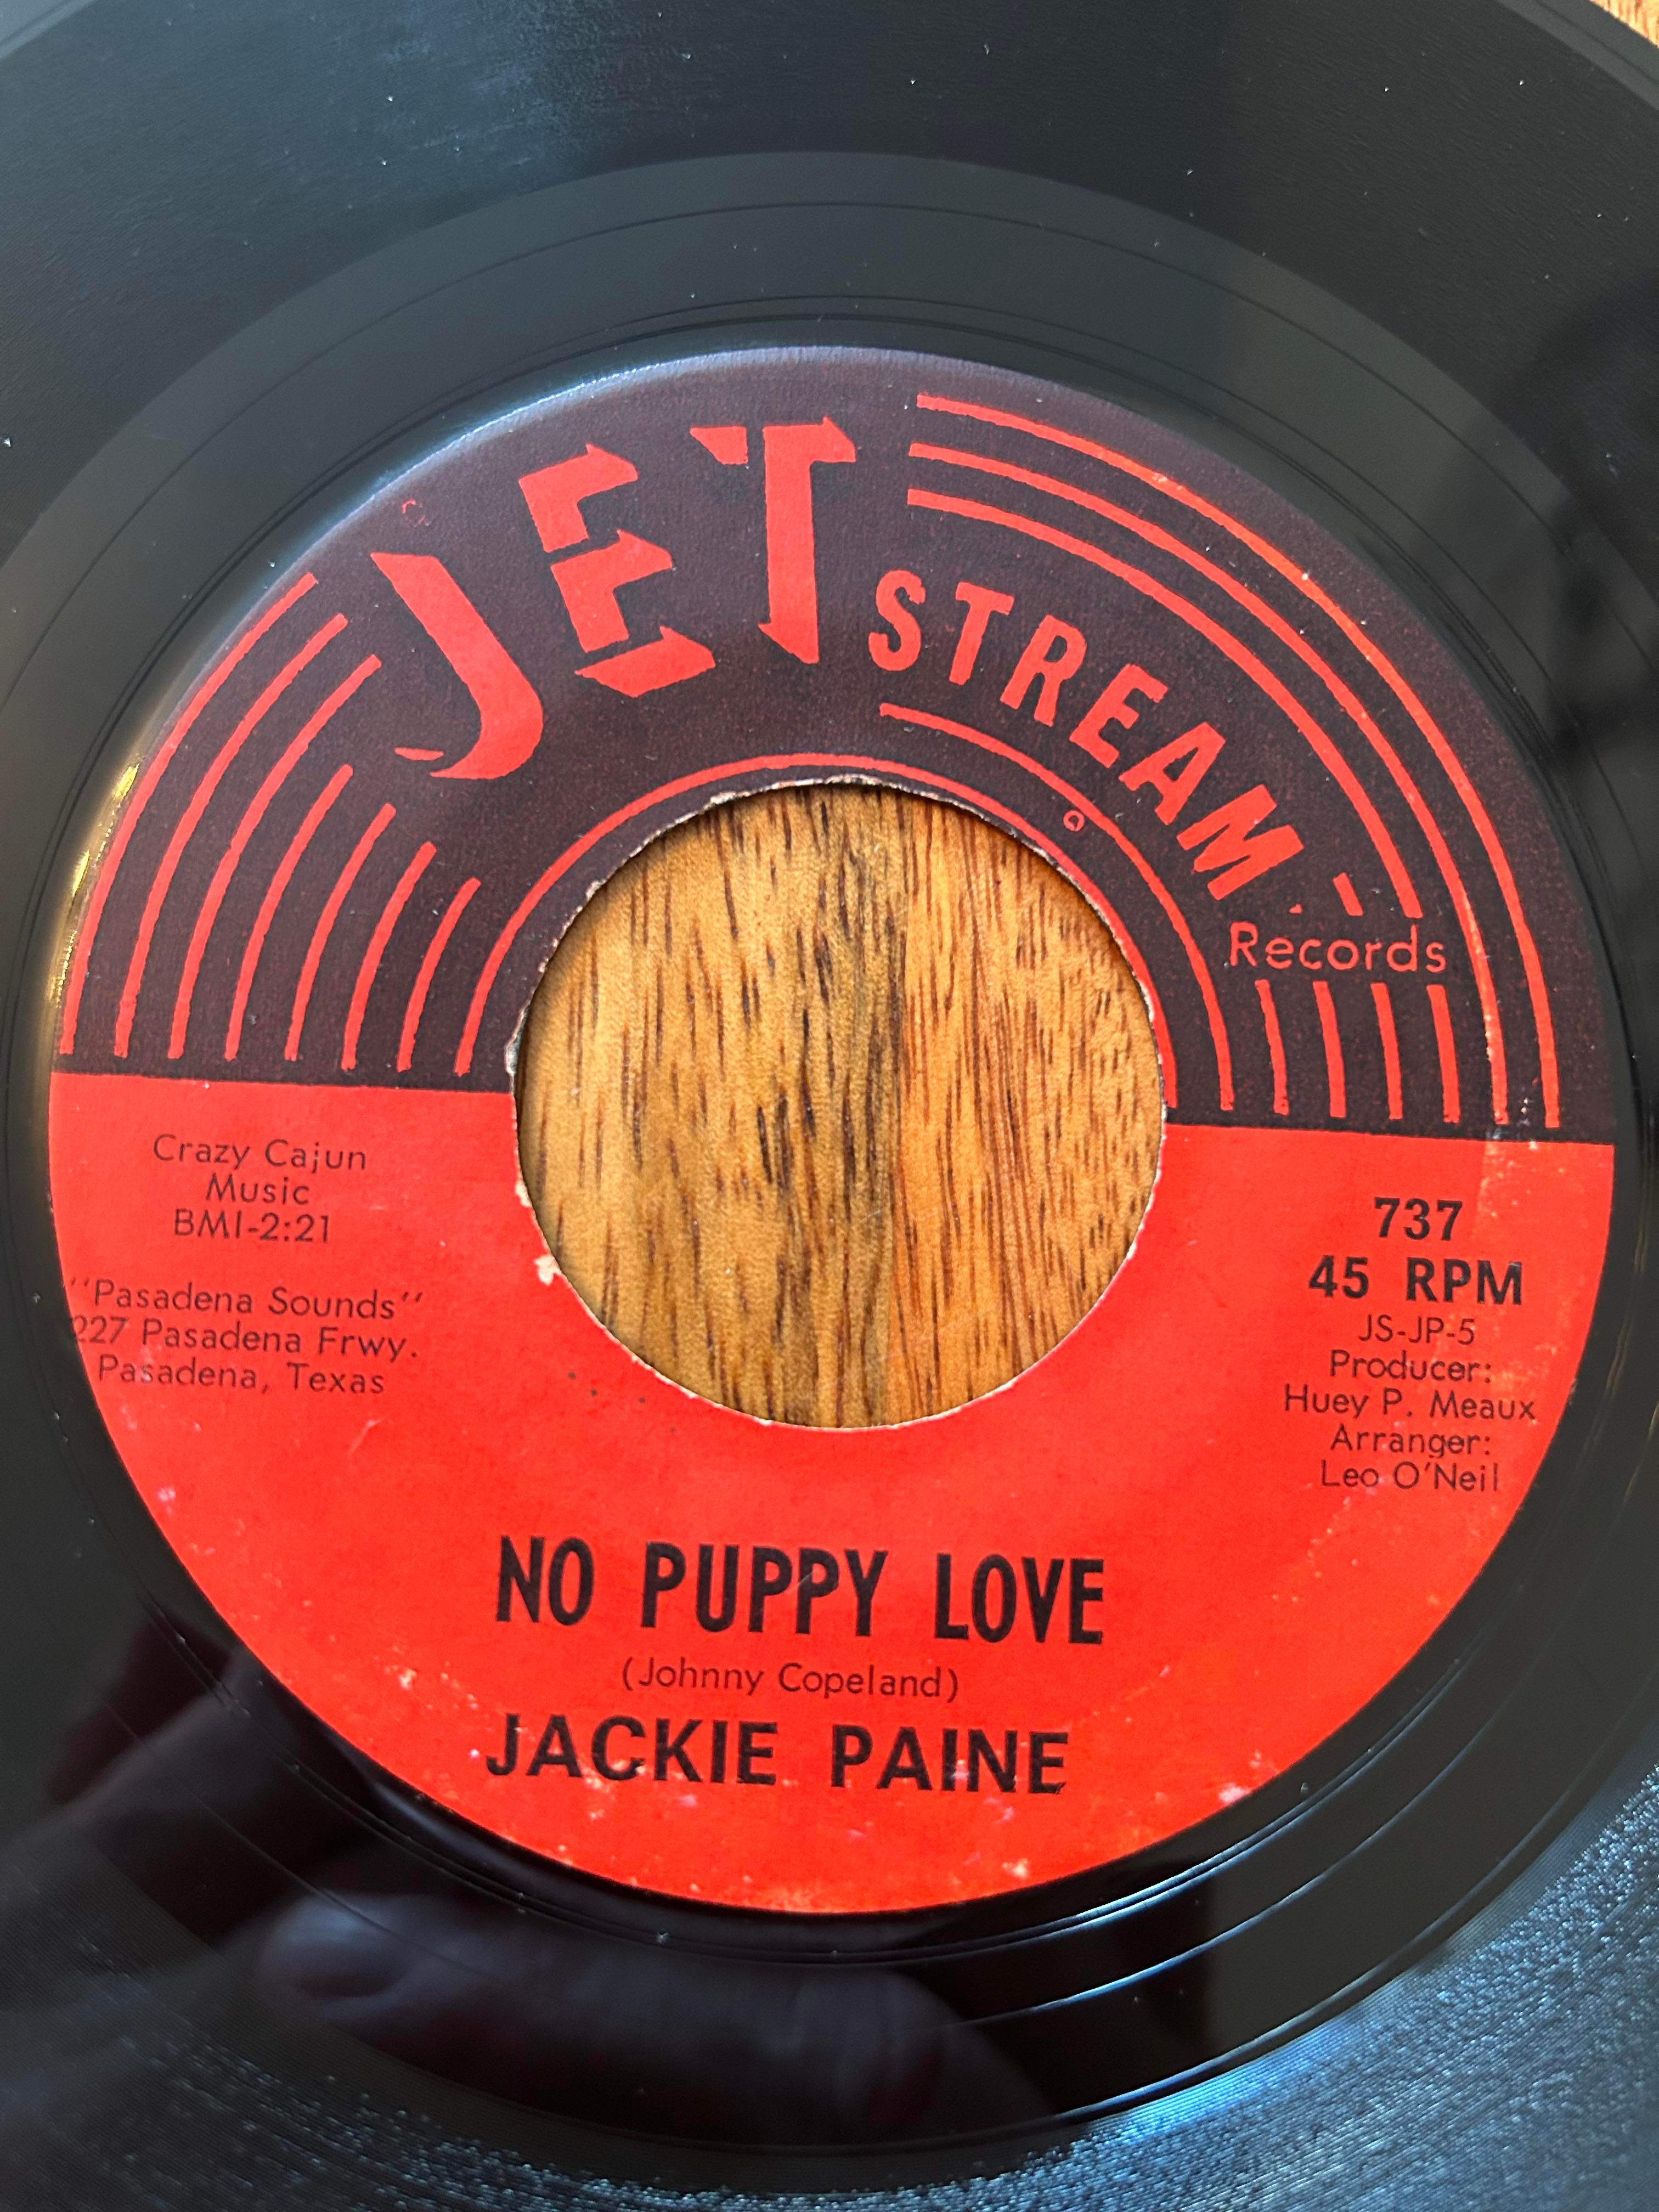 JET STREAM
Records
Crazy Cajun
Music
BMI-2:21
"Pasadena Sounds"
227 Pasadena Frwy.
Pasadena, Texas
737
45 RPM
JS-JP-5
Producer:
Huey P. Meaux
Arranger:
Leo O'Neil
NO PUPPY LOVE
(Johnny Copeland)
JACKIE PAINE